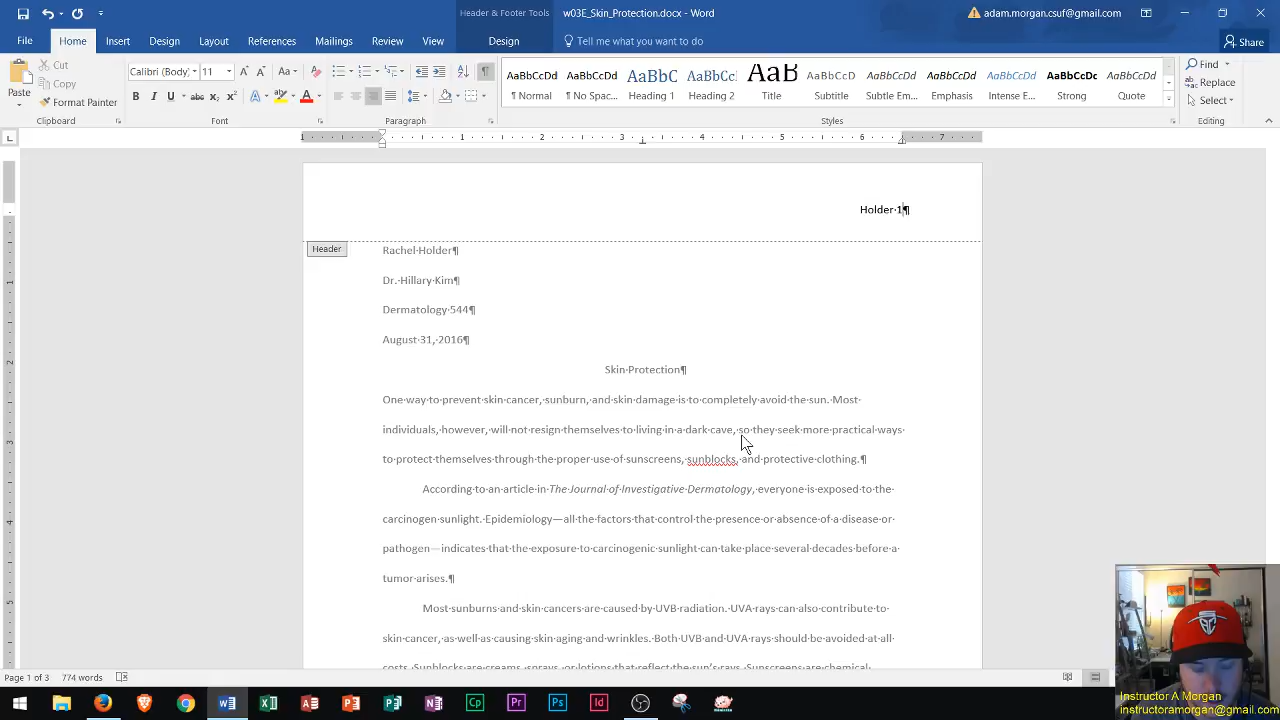 Header & Footer Tools
w03E_Skin_Protection.docx - Word
adam.morgan.csuf@gmail.com
File
Home
Insert
Design
Layout
References
Mailings
Review
View
Design
Tell me what you want to do
Share
Paste
Cut
Copy
Format Painter
Clipboard
Calibri (Body)
11
Font
Paragraph
AaBbCcDd
¶ Normal
AaBbCcDd
¶ No Spac...
AaBbC
Heading 1
AaBbCc
Heading 2
AaB
Title
AaBbCcD
Subtitle
AaBbCcDd
Subtle Em...
AaBbCcDd
Emphasis
AaBbCcDd
Intense E...
AaBbCcDc
Strong
AaBbCcDd
Quote
Styles
Find
Replace
Select
Editing
1 1 2 3 4 5 6 7
Holder·1¶
Header
Rachel·Holder¶
Dr.·Hillary·Kim¶
Dermatology·544¶
August·31,·2016¶
Skin·Protection¶
One·way·to·prevent·skin·cancer,·sunburn,·and·skin·damage·is·to·completely·avoid·the·sun.·Most·
individuals,·however,·will·not·resign·themselves·to·living·in·a·dark·cave,·so·they·seek·more·practical·ways·
to·protect·themselves·through·the·proper·use·of·sunscreens,·sunblocks,·and·protective·clothing.¶
According·to·an·article·in·The·Journal·of·Investigative·Dermatology,·everyone·is·exposed·to·the·
carcinogen·sunlight.·Epidemiology—all·the·factors·that·control·the·presence·or·absence·of·a·disease·or·
pathogen—indicates·that·the·exposure·to·carcinogenic·sunlight·can·take·place·several·decades·before·a·
tumor·arises.¶
Most·sunburns·and·skin·cancers·are·caused·by·UVB·radiation.·UVA·rays·can·also·contribute·to·
skin·cancer,·as·well·as·causing·skin·aging·and·wrinkles.·Both·UVB·and·UVA·rays·should·be·avoided·at·all·
costs.·Sunblocks·are·creams,·sprays,·or·lotions·that·reflect·the·sun's·rays.·Sunscreens·are·chemical·
Page 1 of 3
774 words
Instructor A Morgan
instructoramorgan@gmail.com